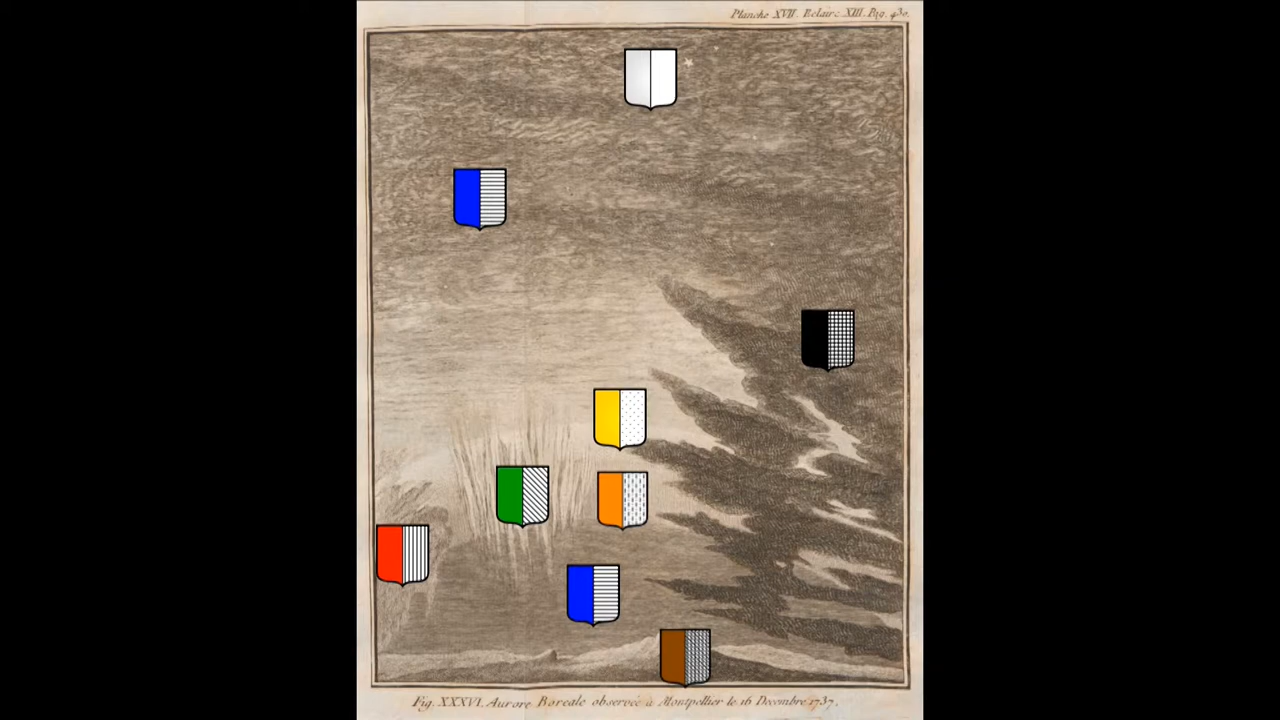 Planche XVII. Eclairc. XIII. Pag. 430.
Fig. XXXVI. Aurore Boreale observée à Montpellier le 16 Decembre 1737.